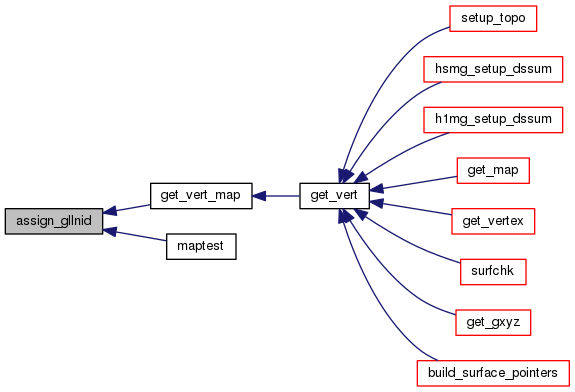 setup_topo
hsmg_setup_dssum
h1mg_setup_dssum
get_map
get_vert_map
get_vert
assign_gllnid
get_vertex
maptest
surfchk
get_gxyz
build_surface_pointers